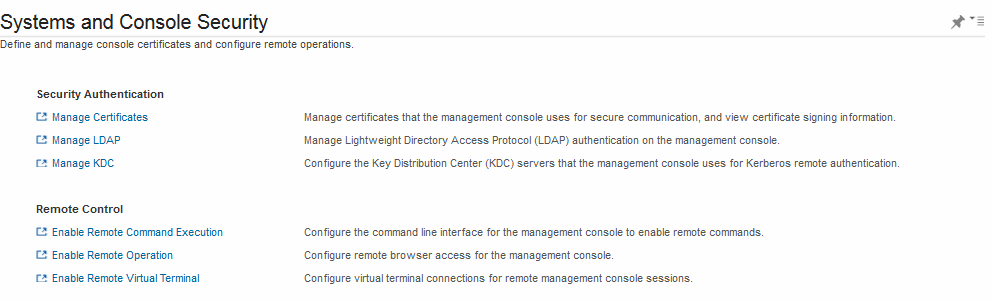 Systems and Console Security
Define and manage console certificates and configure remote operations.
Security Authentication
Manage Certificates Manage certificates that the management console uses for secure communication, and view certificate signing information.
Manage LDAP Manage Lightweight Directory Access Protocol (LDAP) authentication on the management console.
Manage KDC Configure the Key Distribution Center (KDC) servers that the management console uses for Kerberos remote authentication.
Remote Control
Enable Remote Command Execution Configure the command line interface for the management console to enable remote commands.
Enable Remote Operation Configure remote browser access for the management console.
Enable Remote Virtual Terminal Configure virtual terminal connections for remote management console sessions.